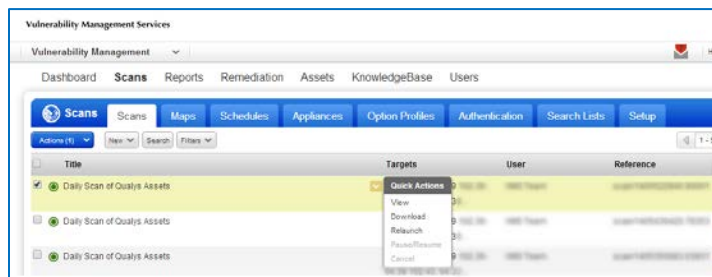 Vulnerability Management Services
Vulnerability Management
Dashboard Scans Reports Remediation Assets KnowledgeBase Users
Scans Scans Maps Schedules Appliances Option Profiles Authentication Search Lists Setup
Actions (1) New Search Filters 1 -
Title Targets User Reference
Daily Scan of Qualys Assets Quick Actions
View
Download
Daily Scan of Qualys Assets
Relaunch
Pause/Resume
Daily Scan of Qualys Assets Cancel